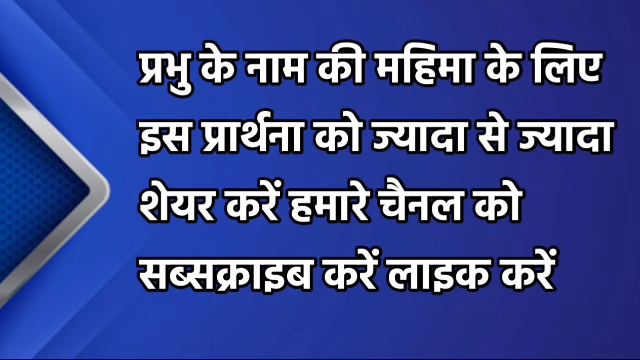 प्रभु के नाम की महिमा के लिए
इस प्रार्थना को ज्यादा से ज्यादा
शेयर करें हमारे चैनल को
सब्सक्राइब करें लाइक करें